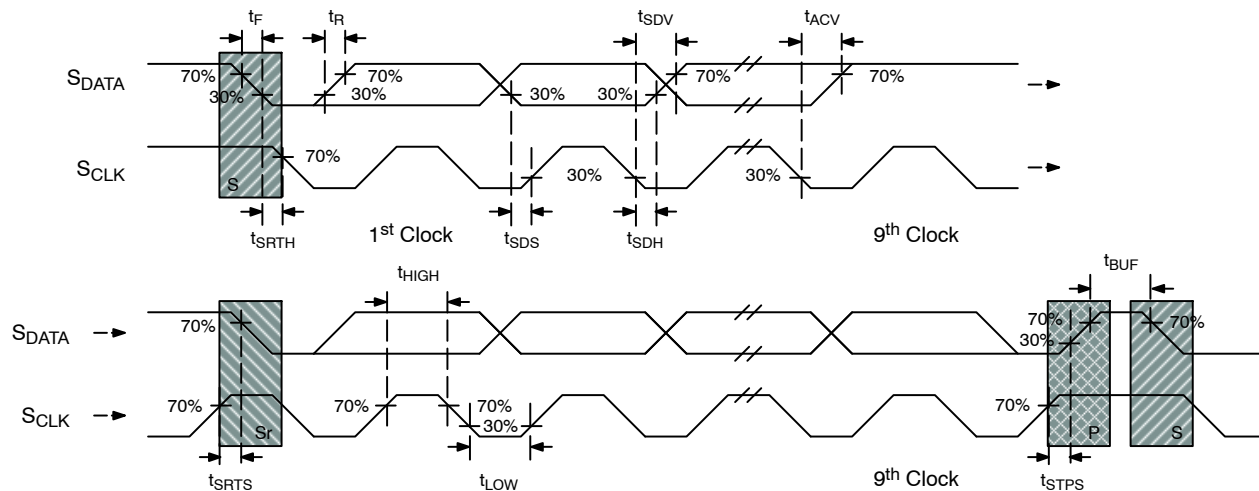 tF tR tSDV tACV
70% 70% 70% 70%
SDATA
30% 30% 30% 30%
SCLK 70% 30% 30%
S
tSRTH 1st Clock tSDS tSDH 9th Clock
tHIGH tBUF
SDATA 70% 70% 70%
30%
SCLK 70% 70% 70% 70%
30%
Sr P S
tSRTS tLOW 9th Clock tSTPS